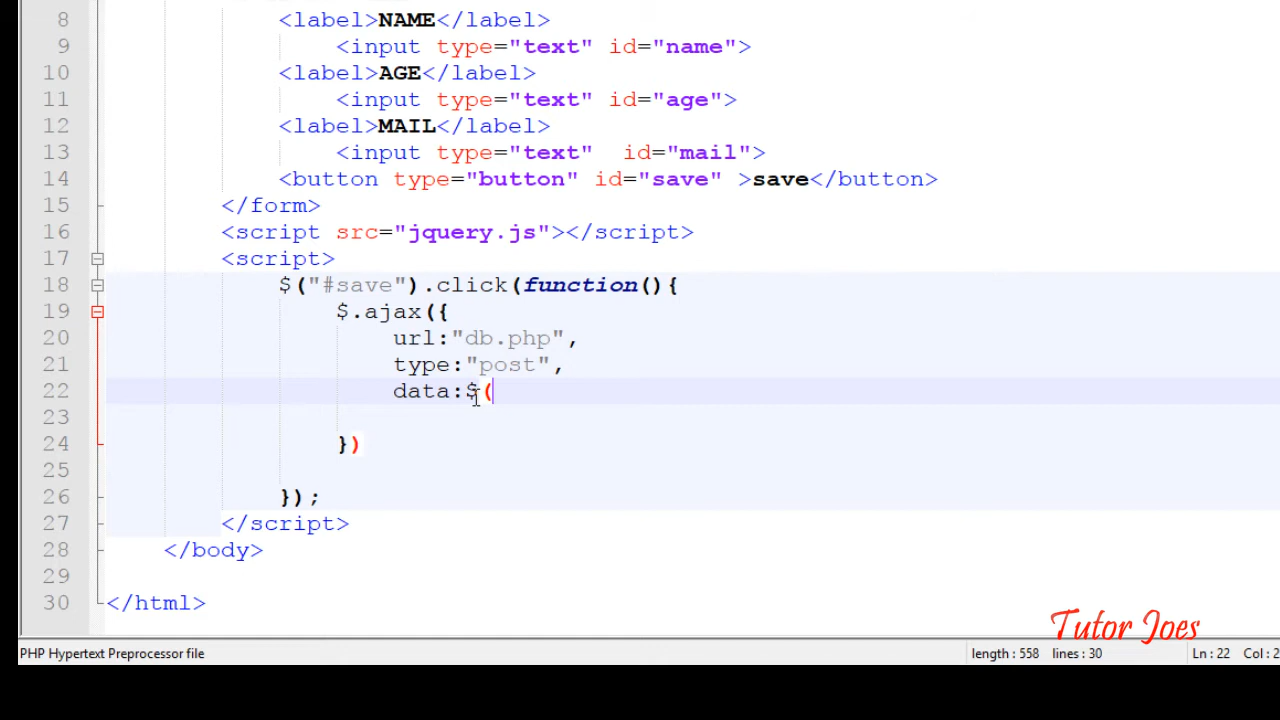 8 <label>NAME</label>
9 <input type="text" id="name">
10 <label>AGE</label>
11 <input type="text" id="age">
12 <label>MAIL</label>
13 <input type="text"  id="mail">
14 <button type="button" id="save" >save</button>
15 </form>
16 <script src="jquery.js"></script>
17 <script>
18 $("#save").click(function(){
19 $.ajax({
20 url:"db.php",
21 type:"post",
22 data:$(
23
24 })
25
26 });
27 </script>
28 </body>
29
30 </html>
Tutor Joes
PHP Hypertext Preprocessor file length : 558 lines : 30 Ln : 22 Col : 2